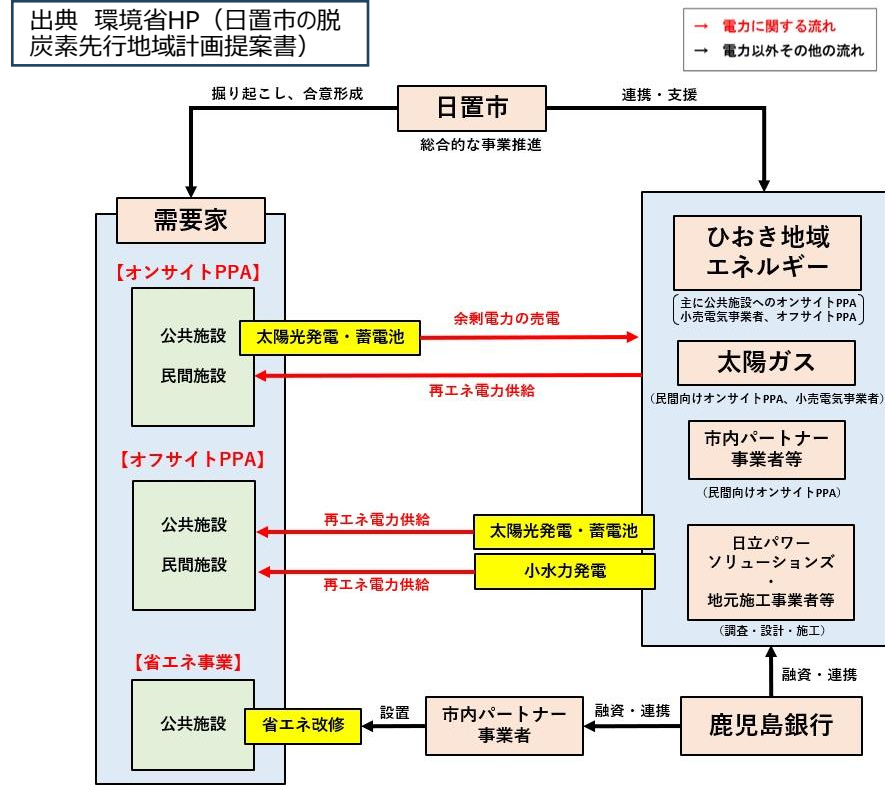 出典 環境省HP（日置市の脱
炭素先行地域計画提案書）
→ 電力に関する流れ
→ 電力以外その他の流れ
掘り起こし、合意形成
日置市
連携・支援
総合的な事業推進
需要家
【オンサイトPPA】
公共施設
民間施設
太陽光発電・蓄電池
余剰電力の売電
再エネ電力供給
ひおき地域
エネルギー
主に公共施設へのオンサイトPPA
小売電気事業者、オフサイトPPA
太陽ガス
（民間向けオンサイトPPA、小売電気事業者）
市内パートナー
事業者等
（民間向けオンサイトPPA）
【オフサイトPPA】
公共施設
民間施設
再エネ電力供給
太陽光発電・蓄電池
再エネ電力供給
小水力発電
日立パワー
ソリューションズ
・
地元施工事業者等
（調査・設計・施工）
【省エネ事業】
公共施設
省エネ改修
設置
市内パートナー
事業者
融資・連携
鹿児島銀行
融資・連携